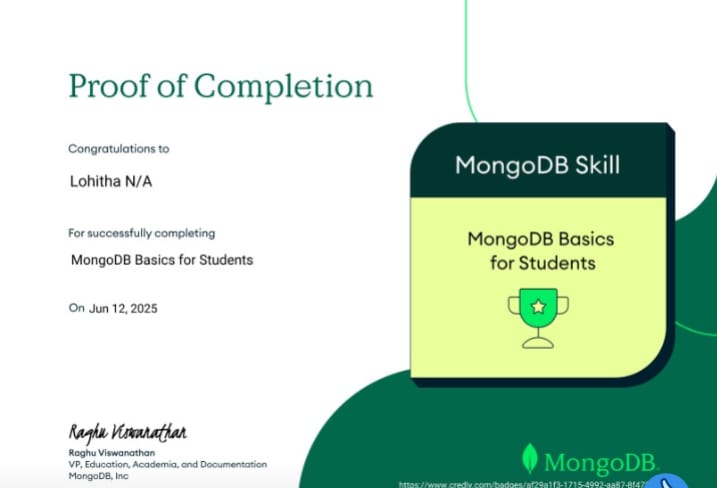 Proof of Completion
Congratulations to
Lohitha N/A
For successfully completing
MongoDB Basics for Students
On Jun 12, 2025
Raghu Viswanathan
Raghu Viswanathan
VP, Education, Academia, and Documentation
MongoDB, Inc
MongoDB Skill
MongoDB Basics
for Students
MongoDB.